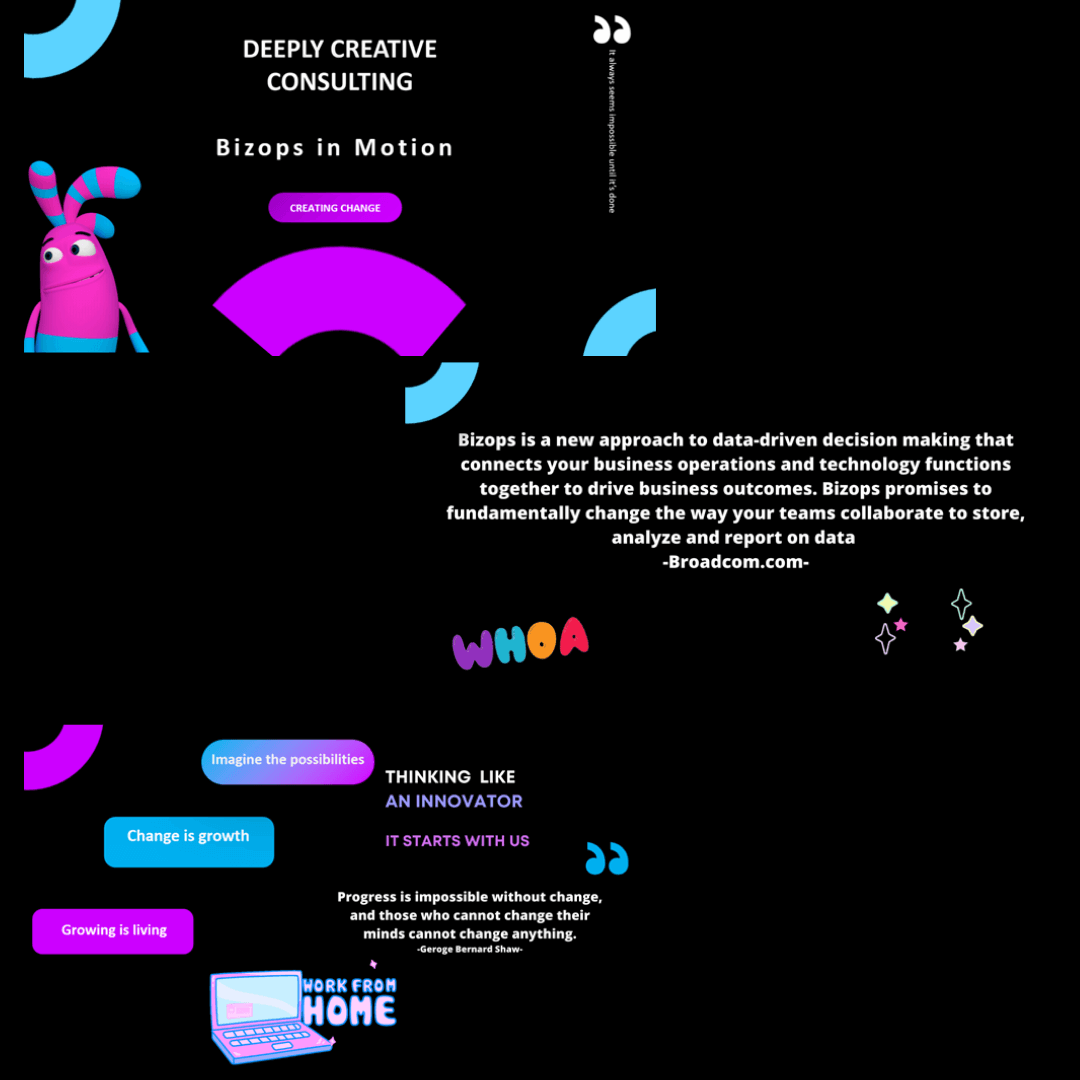 DEEPLY CREATIVE
CONSULTING
Bizops in Motion
CREATING CHANGE
It always seems impossible until it's done
Bizops is a new approach to data-driven decision making that
connects your business operations and technology functions
together to drive business outcomes. Bizops promises to
fundamentally change the way your teams collaborate to store,
analyze and report on data
-Broadcom.com-
WHOA
Imagine the possibilities
THINKING LIKE
AN INNOVATOR
Change is growth
IT STARTS WITH US
Progress is impossible without change,
and those who cannot change their
minds cannot change anything.
-Geroge Bernard Shaw-
Growing is living
WORK FROM
HOME